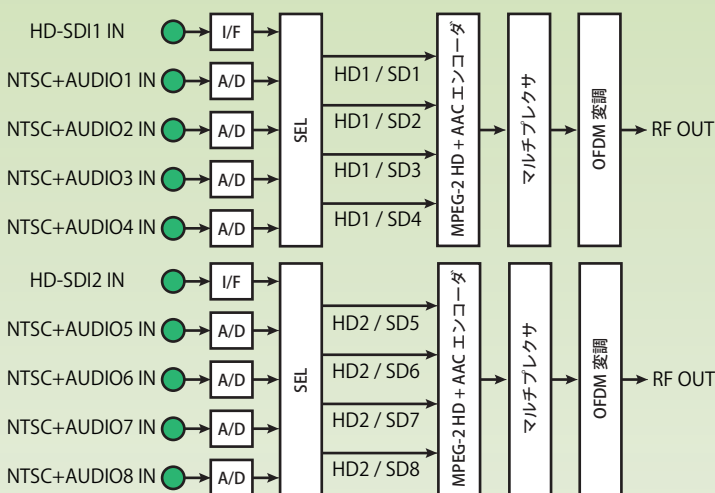 HD-SDI1 IN
I/F
NTSC+AUDIO1 IN
A/D
NTSC+AUDIO2 IN
A/D
NTSC+AUDIO3 IN
A/D
NTSC+AUDIO4 IN
A/D
SEL
HD1 / SD1
HD1 / SD2
HD1 / SD3
HD1 / SD4
MPEG-2 HD + AAC エンコーダ
マルチプレクサ
OFDM 変調
RF OUT
HD-SDI2 IN
I/F
NTSC+AUDIO5 IN
A/D
NTSC+AUDIO6 IN
A/D
NTSC+AUDIO7 IN
A/D
NTSC+AUDIO8 IN
A/D
SEL
HD2 / SD5
HD2 / SD6
HD2 / SD7
HD2 / SD8
MPEG-2 HD + AAC エンコーダ
マルチプレクサ
OFDM 変調
RF OUT